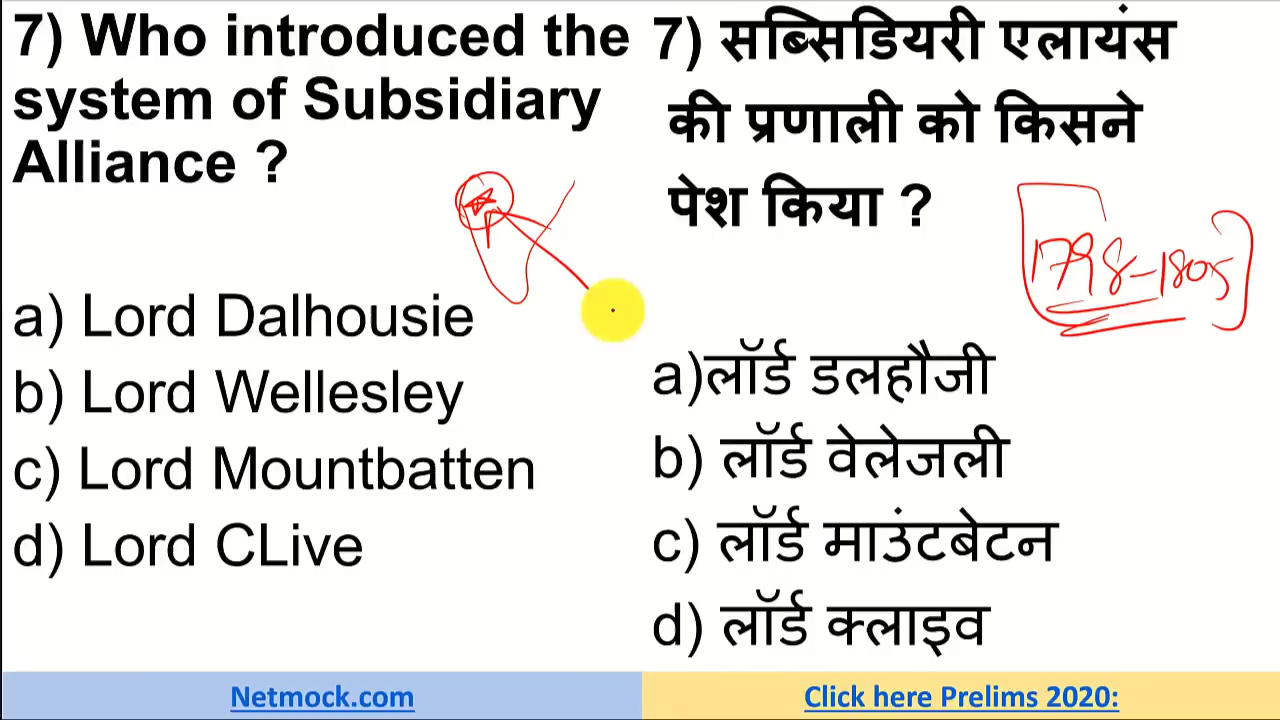 7) Who introduced the
system of Subsidiary
Alliance ?
a) Lord Dalhousie
b) Lord Wellesley
c) Lord Mountbatten
d) Lord CLive
7) सब्सिडियरी एलायंस
की प्रणाली को किसने
पेश किया ?
1798-1805
a)लॉर्ड डलहौजी
b) लॉर्ड वेलेजली
c) लॉर्ड माउंटबेटन
d) लॉर्ड क्लाइव
Netmock.com
Click here Prelims 2020: